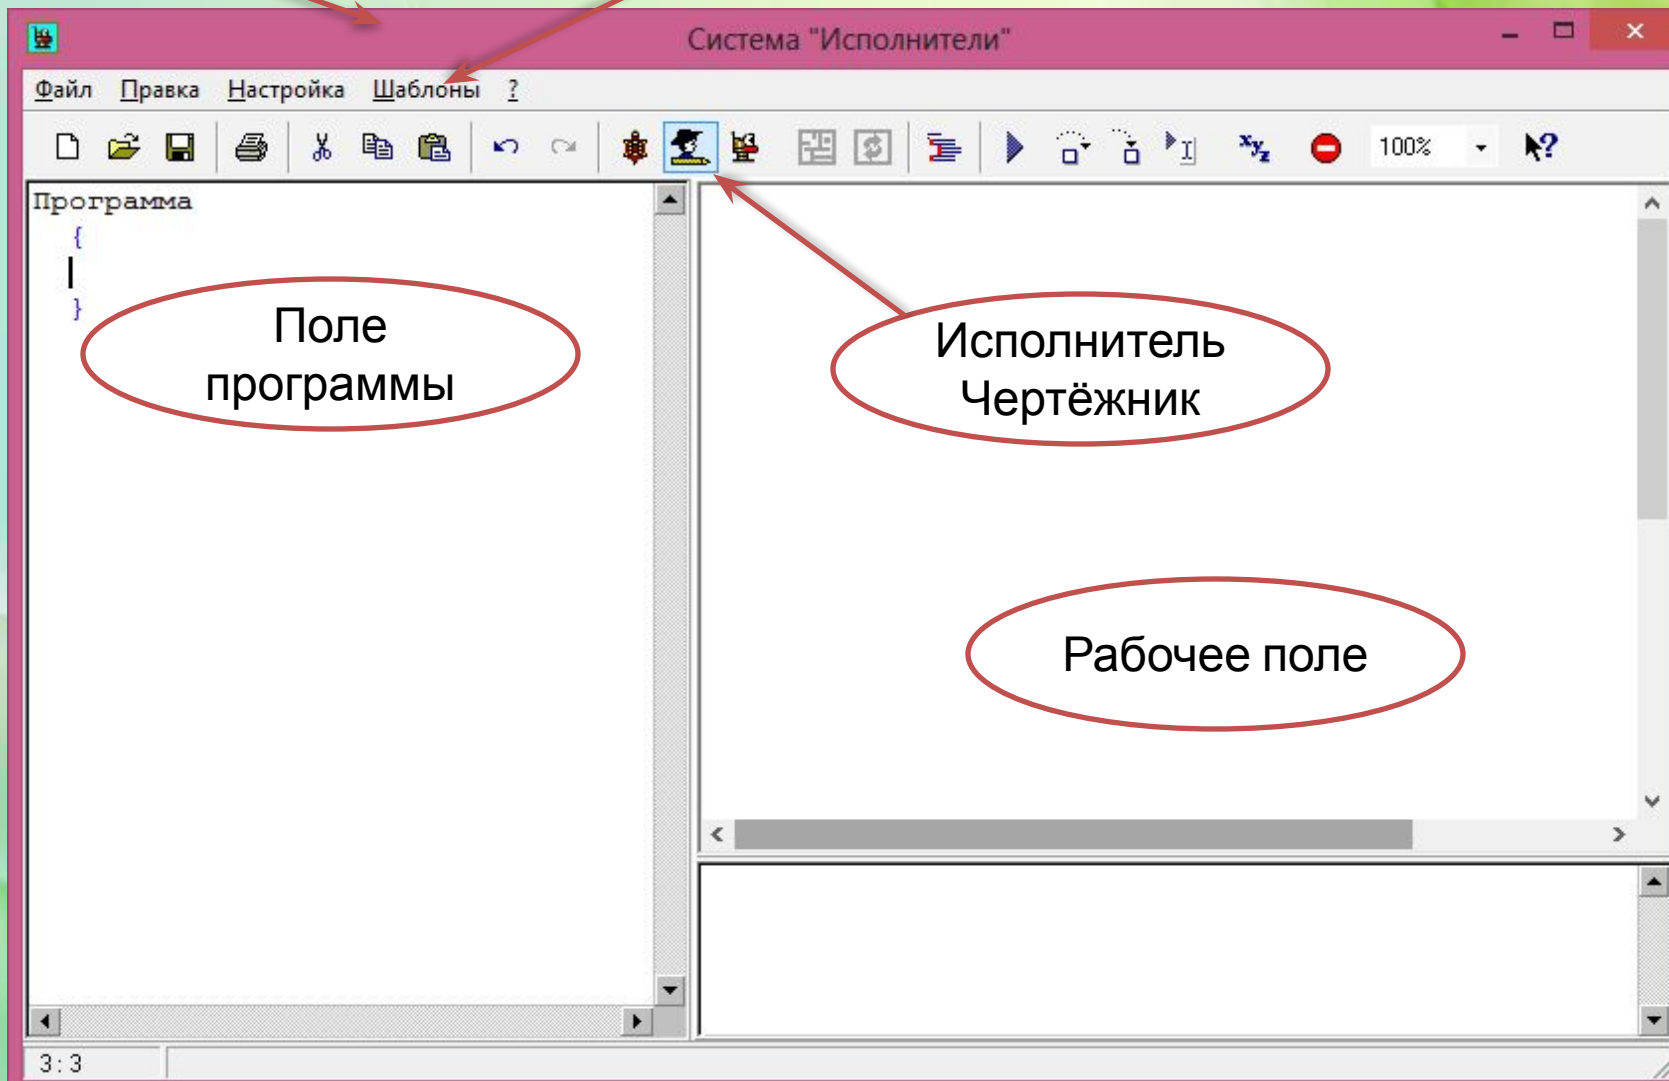 Система "Исполнители"
Файл Правка Настройка Шаблоны ?
100%
Программа
{
}
Поле
программы
Исполнитель
Чертёжник
Рабочее поле
3:3